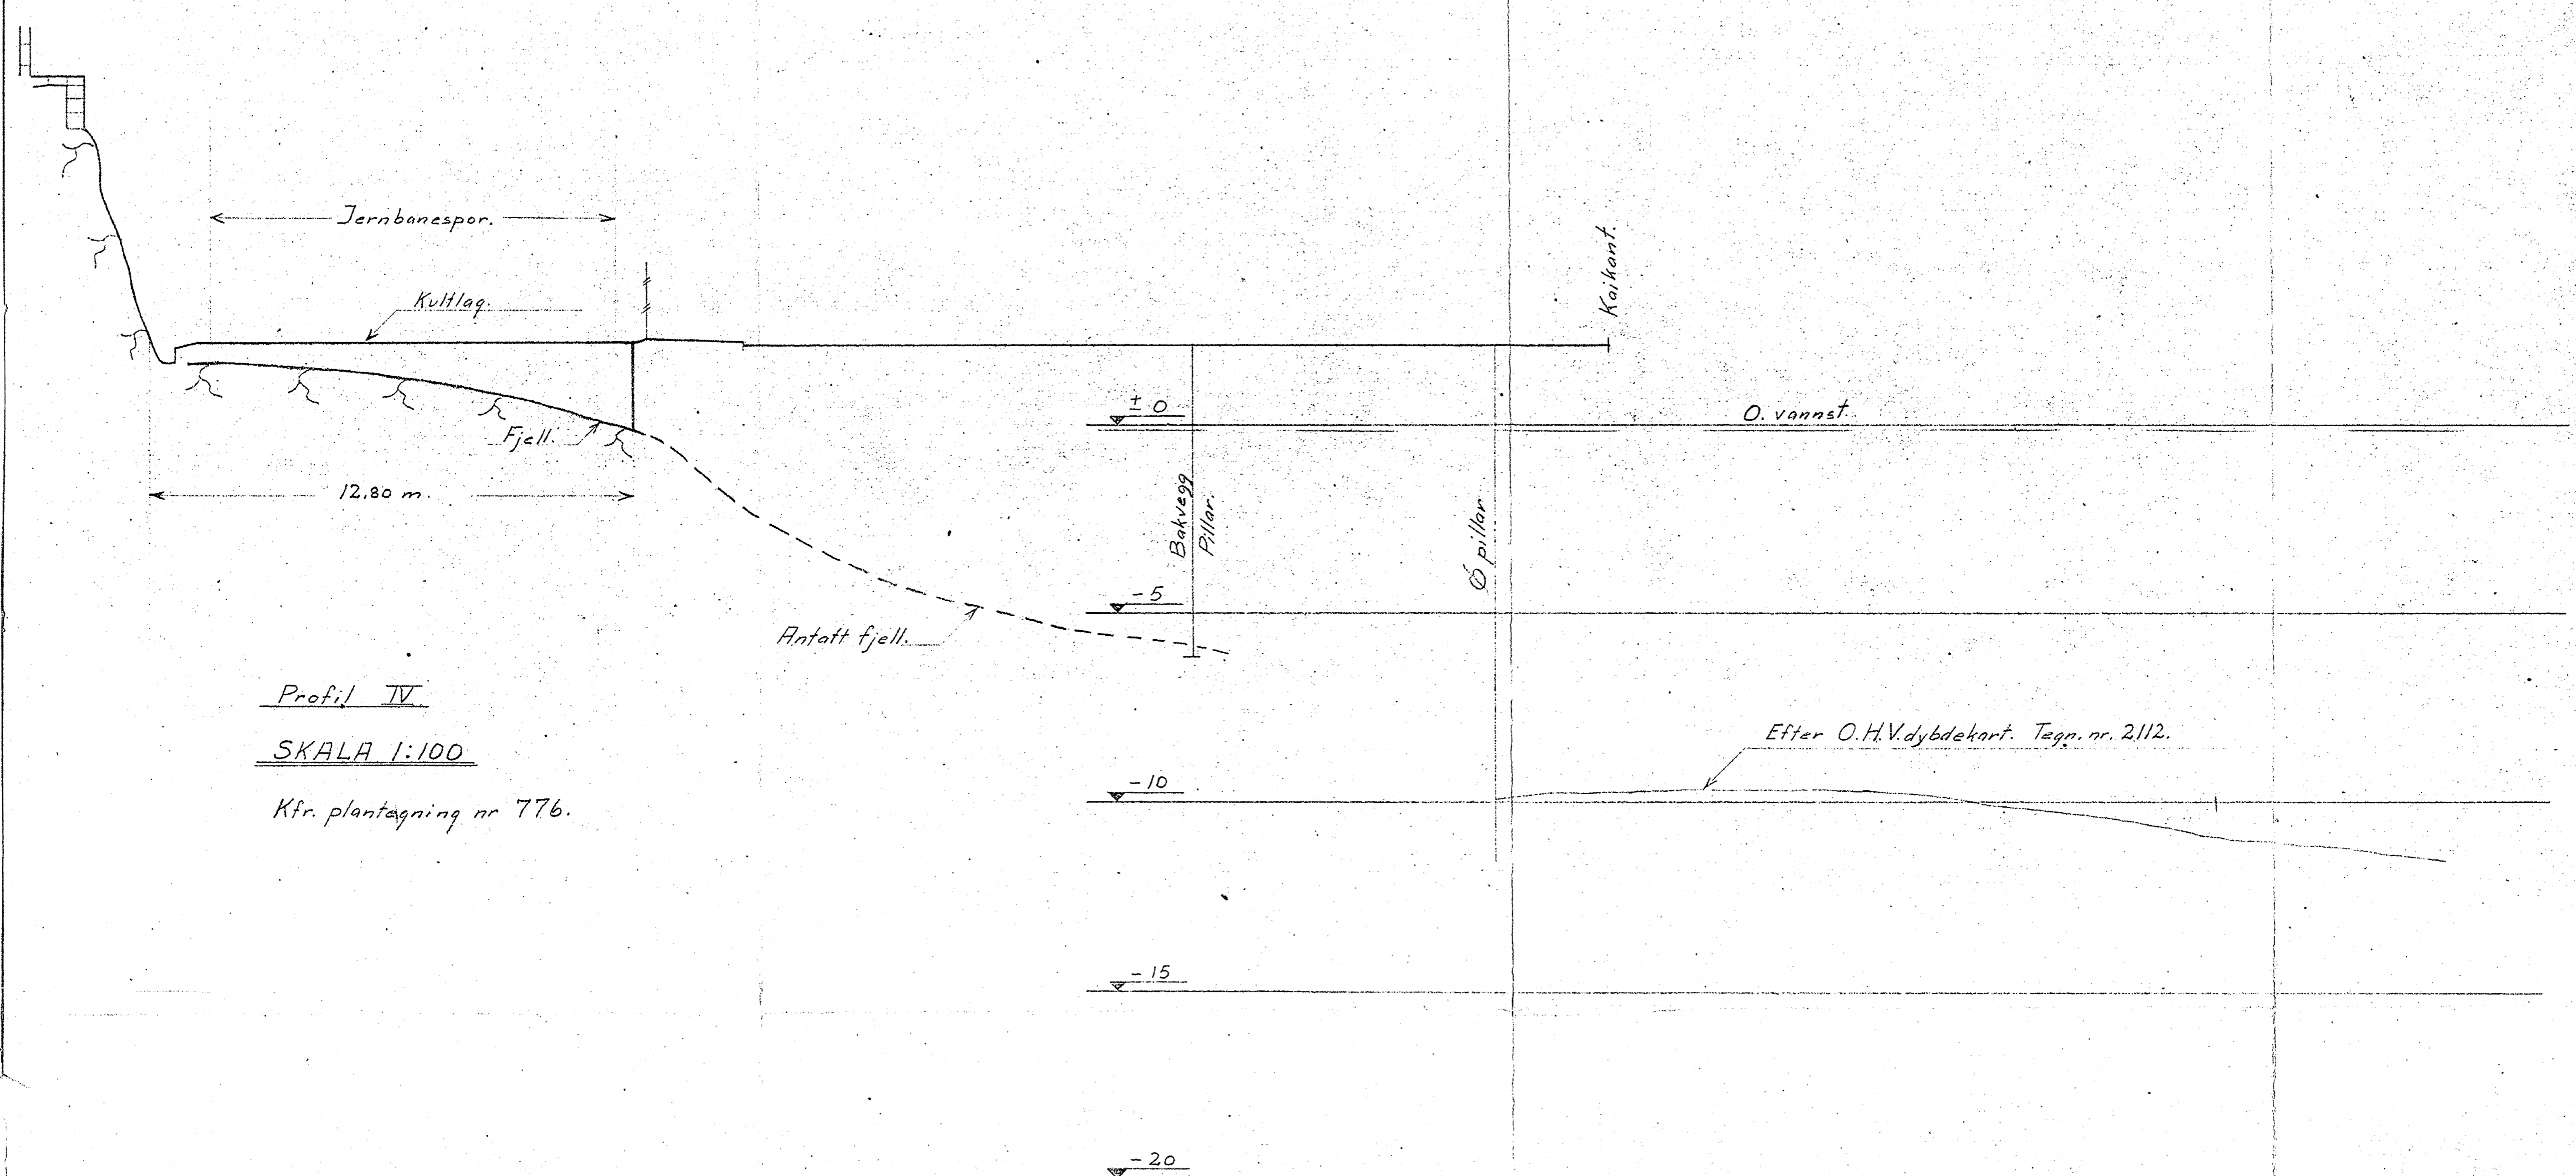 Jernbanespor.
Kaikant.
Kultlag.
± 0
O. vannst.
Fjell.
12.80 m.
Bakvegg
Pillar.
Ø pillar.
- 5
Antatt fjell.
Profil IV
Efter O.H.V. dybdekart. Tegn. nr. 2112.
SKALA 1:100
- 10
Kfr. plantegning nr 776.
- 15
- 20